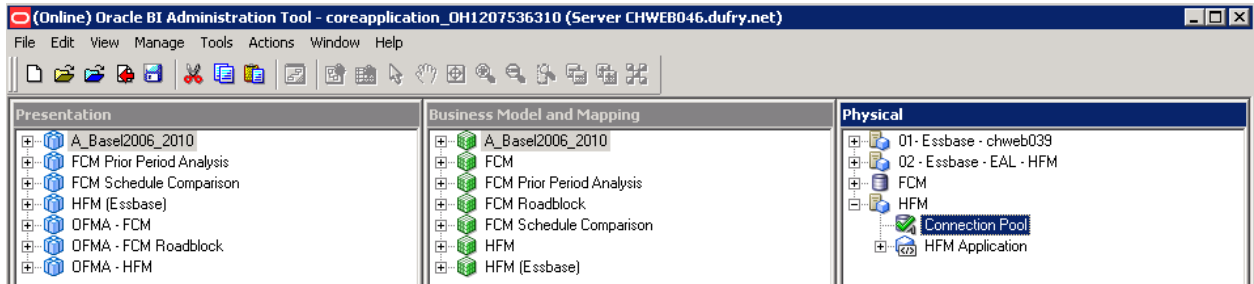 (Online) Oracle BI Administration Tool - coreapplication_OH1207536310 (Server CHWEB046.dufry.net)
File Edit View Manage Tools Actions Window Help
Presentation
A_Basel2006_2010
FCM Prior Period Analysis
FCM Schedule Comparison
HFM (Essbase)
OFMA - FCM
OFMA - FCM Roadblock
OFMA - HFM
Business Model and Mapping
A_Basel2006_2010
FCM
FCM Prior Period Analysis
FCM Roadblock
FCM Schedule Comparison
HFM
HFM (Essbase)
Physical
01- Essbase - chweb039
02 - Essbase - EAL - HFM
FCM
HFM
Connection Pool
HFM Application